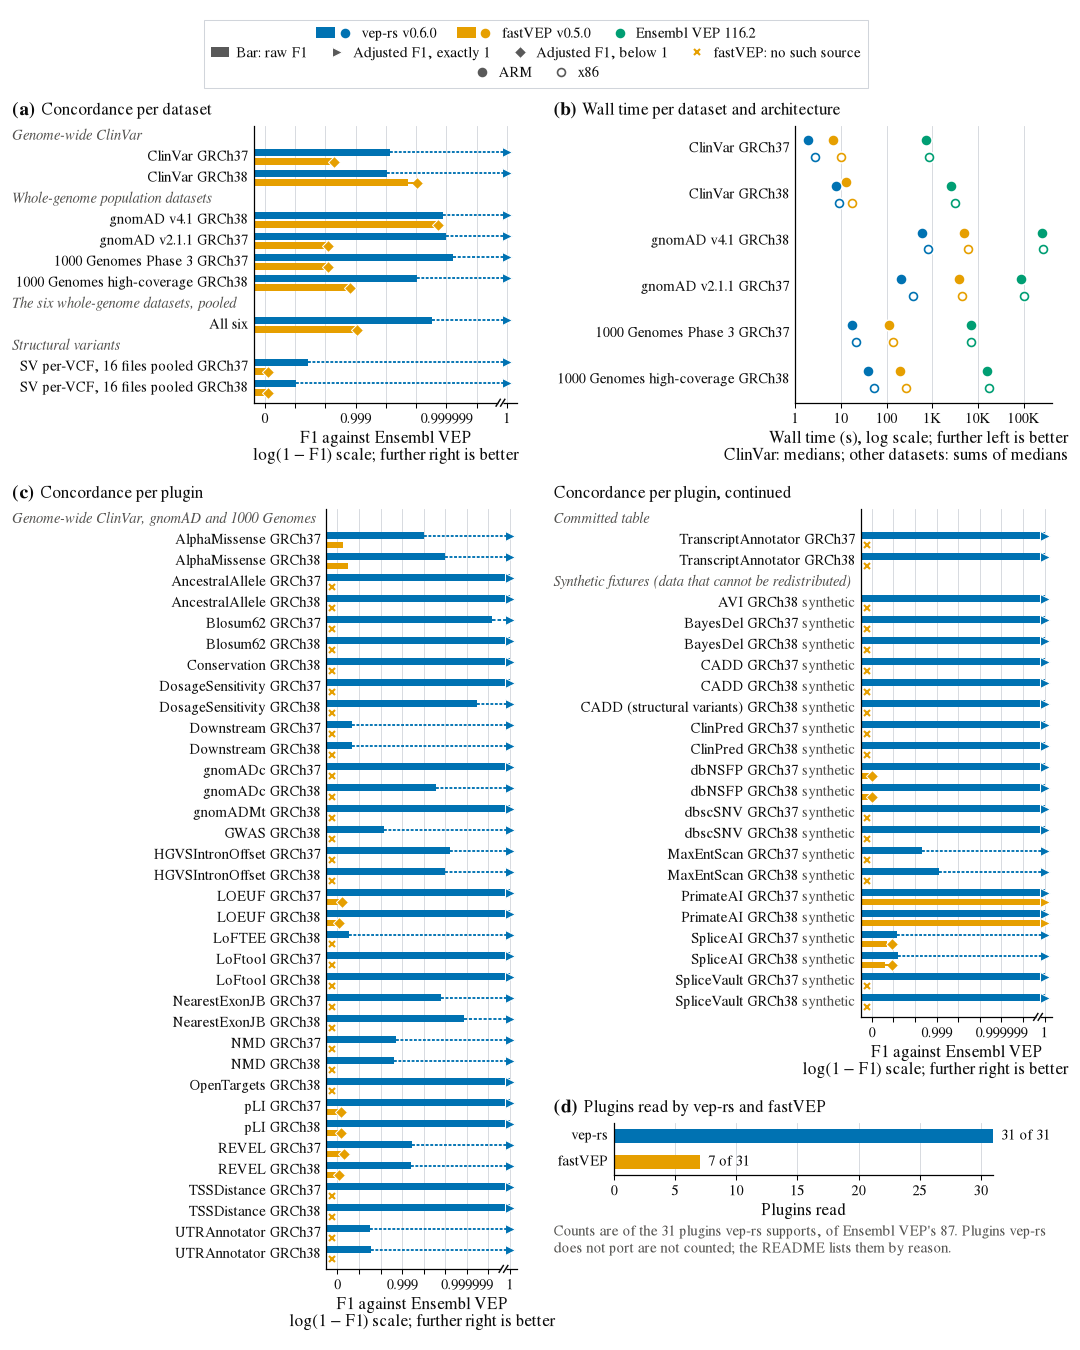 vep-rs v0.6.0 fastVEP v0.5.0 Ensembl VEP 116.2
Bar: raw F1 Adjusted F1, exactly 1 Adjusted F1, below 1 fastVEP: no such source
ARM x86
(a) Concordance per dataset
Genome-wide ClinVar
ClinVar GRCh37
ClinVar GRCh38
Whole-genome population datasets
gnomAD v4.1 GRCh38
gnomAD v2.1.1 GRCh37
1000 Genomes Phase 3 GRCh37
1000 Genomes high-coverage GRCh38
The six whole-genome datasets, pooled
All six
Structural variants
SV per-VCF, 16 files pooled GRCh37
SV per-VCF, 16 files pooled GRCh38
0 0.999 0.999999 1
F1 against Ensembl VEP
log(1 − F1) scale; further right is better
(b) Wall time per dataset and architecture
ClinVar GRCh37
ClinVar GRCh38
gnomAD v4.1 GRCh38
gnomAD v2.1.1 GRCh37
1000 Genomes Phase 3 GRCh37
1000 Genomes high-coverage GRCh38
1 10 100 1K 10K 100K
Wall time (s), log scale; further left is better
ClinVar: medians; other datasets: sums of medians
(c) Concordance per plugin
Genome-wide ClinVar, gnomAD and 1000 Genomes
AlphaMissense GRCh37
AlphaMissense GRCh38
AncestralAllele GRCh37
AncestralAllele GRCh38
Blosum62 GRCh37
Blosum62 GRCh38
Conservation GRCh38
DosageSensitivity GRCh37
DosageSensitivity GRCh38
Downstream GRCh37
Downstream GRCh38
gnomADc GRCh37
gnomADc GRCh38
gnomADMt GRCh38
GWAS GRCh38
HGVSIntronOffset GRCh37
HGVSIntronOffset GRCh38
LOEUF GRCh37
LOEUF GRCh38
LoFTEE GRCh38
LoFtool GRCh37
LoFtool GRCh38
NearestExonJB GRCh37
NearestExonJB GRCh38
NMD GRCh37
NMD GRCh38
OpenTargets GRCh38
pLI GRCh37
pLI GRCh38
REVEL GRCh37
REVEL GRCh38
TSSDistance GRCh37
TSSDistance GRCh38
UTRAnnotator GRCh37
UTRAnnotator GRCh38
0 0.999 0.999999 1
F1 against Ensembl VEP
log(1 − F1) scale; further right is better
Concordance per plugin, continued
Committed table
TranscriptAnnotator GRCh37
TranscriptAnnotator GRCh38
Synthetic fixtures (data that cannot be redistributed)
AVI GRCh38 synthetic
BayesDel GRCh37 synthetic
BayesDel GRCh38 synthetic
CADD GRCh37 synthetic
CADD GRCh38 synthetic
CADD (structural variants) GRCh38 synthetic
ClinPred GRCh37 synthetic
ClinPred GRCh38 synthetic
dbNSFP GRCh37 synthetic
dbNSFP GRCh38 synthetic
dbscSNV GRCh37 synthetic
dbscSNV GRCh38 synthetic
MaxEntScan GRCh37 synthetic
MaxEntScan GRCh38 synthetic
PrimateAI GRCh37 synthetic
PrimateAI GRCh38 synthetic
SpliceAI GRCh37 synthetic
SpliceAI GRCh38 synthetic
SpliceVault GRCh37 synthetic
SpliceVault GRCh38 synthetic
0 0.999 0.999999 1
F1 against Ensembl VEP
log(1 − F1) scale; further right is better
(d) Plugins read by vep-rs and fastVEP
vep-rs 31 of 31
fastVEP 7 of 31
0 5 10 15 20 25 30
Plugins read
Counts are of the 31 plugins vep-rs supports, of Ensembl VEP's 87. Plugins vep-rs
does not port are not counted; the README lists them by reason.